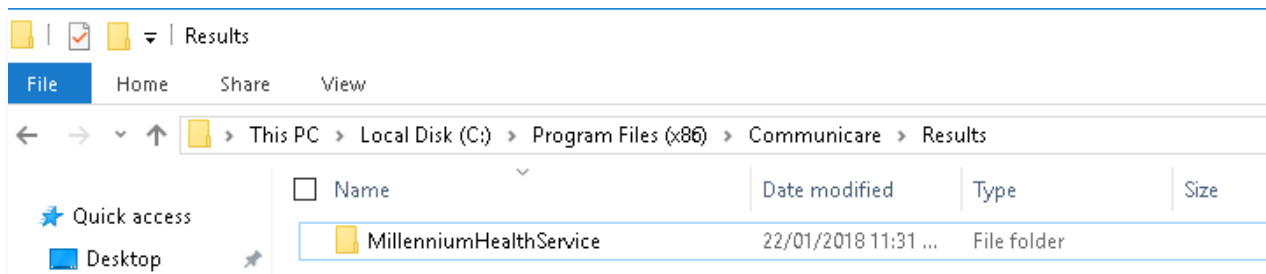 Results
File Home Share View
This PC > Local Disk (C:) > Program Files (x86) > Communicare > Results
Name Date modified Type Size
Quick access
MillenniumHealthService 22/01/2018 11:31 ... File folder
Desktop